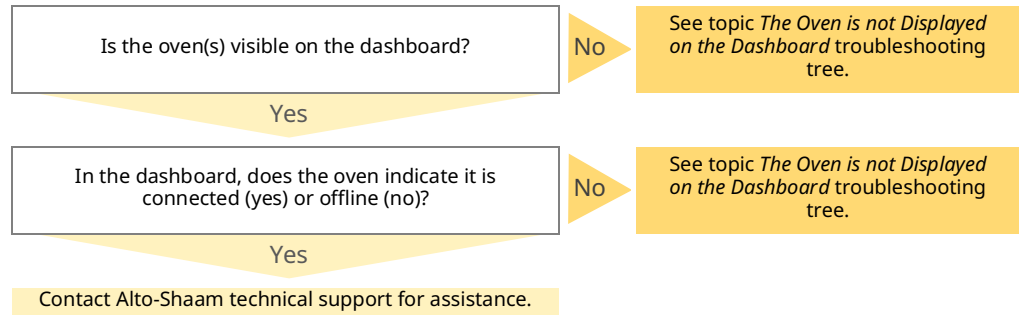 Is the oven(s) visible on the dashboard?
No
See topic The Oven is not Displayed
on the Dashboard troubleshooting
tree.
Yes
In the dashboard, does the oven indicate it is
connected (yes) or offline (no)?
No
See topic The Oven is not Displayed
on the Dashboard troubleshooting
tree.
Yes
Contact Alto-Shaam technical support for assistance.